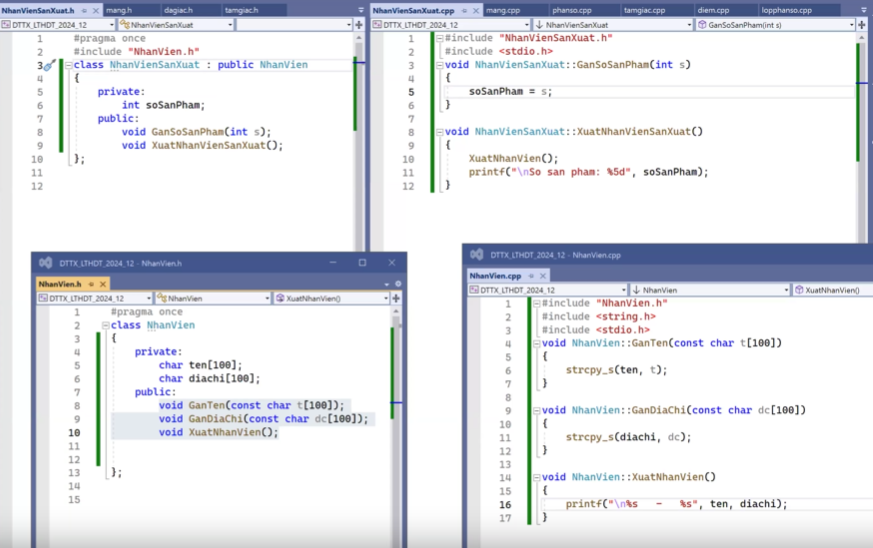 NhanVienSanXuat.h mang.h dagiac.h tamgiac.h
DTTX_LTHDT_2024_12 NhanVienSanXuat
1 #pragma once
2 #include "NhanVien.h"
3 class NhanVienSanXuat : public NhanVien
4 {
5 private:
6 int soSanPham;
7 public:
8 void GanSoSanPham(int s);
9 void XuatNhanVienSanXuat();
10 };
11
12
NhanVienSanXuat.cpp mang.cpp phanso.cpp tamgiac.cpp diem.cpp lopphanso.cpp
DTTX_LTHDT_2024_12 NhanVienSanXuat GanSoSanPham(int s)
1 #include "NhanVienSanXuat.h"
2 #include <stdio.h>
3 void NhanVienSanXuat::GanSoSanPham(int s)
4 {
5 soSanPham = s;
6 }
7
8 void NhanVienSanXuat::XuatNhanVienSanXuat()
9 {
10 XuatNhanVien();
11 printf("\nSo san pham: %5d", soSanPham);
12 }
DTTX_LTHDT_2024_12 - NhanVien.h
NhanVien.h
DTTX_LTHDT_2024_12 NhanVien XuatNhanVien()
1 #pragma once
2 class NhanVien
3 {
4 private:
5 char ten[100];
6 char diachi[100];
7 public:
8 void GanTen(const char t[100]);
9 void GanDiaChi(const char dc[100]);
10 void XuatNhanVien();
11
12
13 };
14
15
DTTX_LTHDT_2024_12 - NhanVien.cpp
NhanVien.cpp
DTTX_LTHDT_2024_12 NhanVien XuatNhanVien()
1 #include "NhanVien.h"
2 #include <string.h>
3 #include <stdio.h>
4 void NhanVien::GanTen(const char t[100])
5 {
6 strcpy_s(ten, t);
7 }
8
9 void NhanVien::GanDiaChi(const char dc[100])
10 {
11 strcpy_s(diachi, dc);
12 }
13
14 void NhanVien::XuatNhanVien()
15 {
16 printf("\n%s - %s", ten, diachi);
17 }